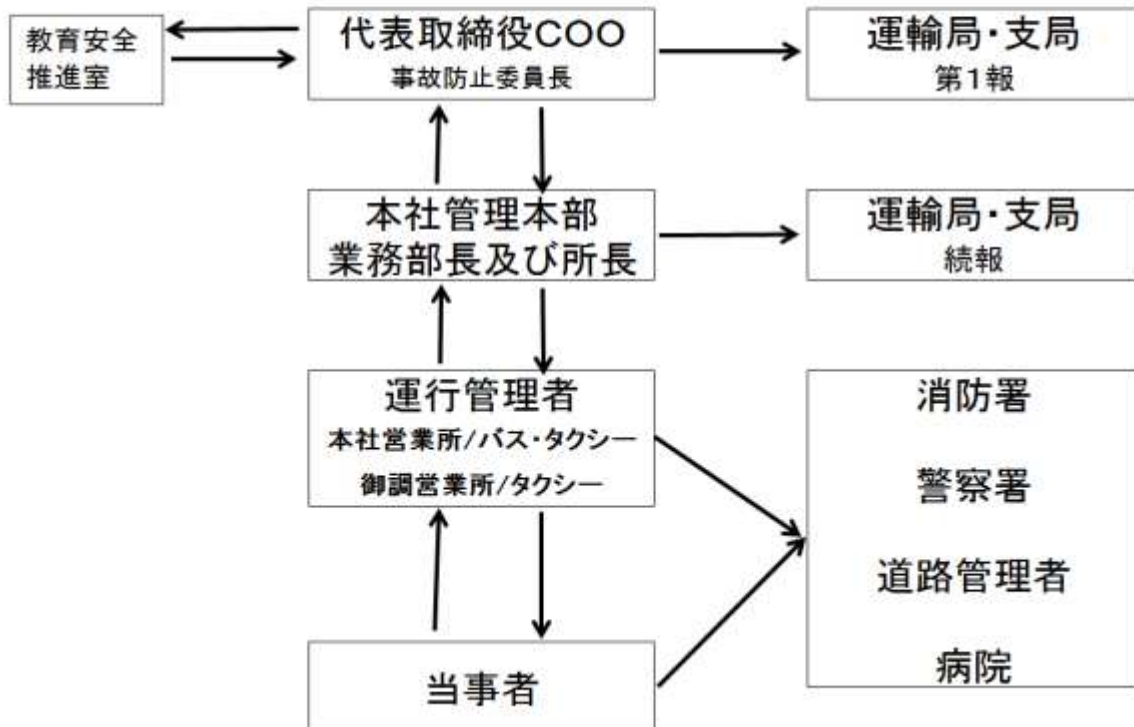 教育安全
推進室
代表取締役COO
事故防止委員長
運輸局・支局
第1報
本社管理本部
業務部長及び所長
運輸局・支局
続報
運行管理者
本社営業所/バス・タクシー
御調営業所/タクシー
消防署
警察署
道路管理者
病院
当事者